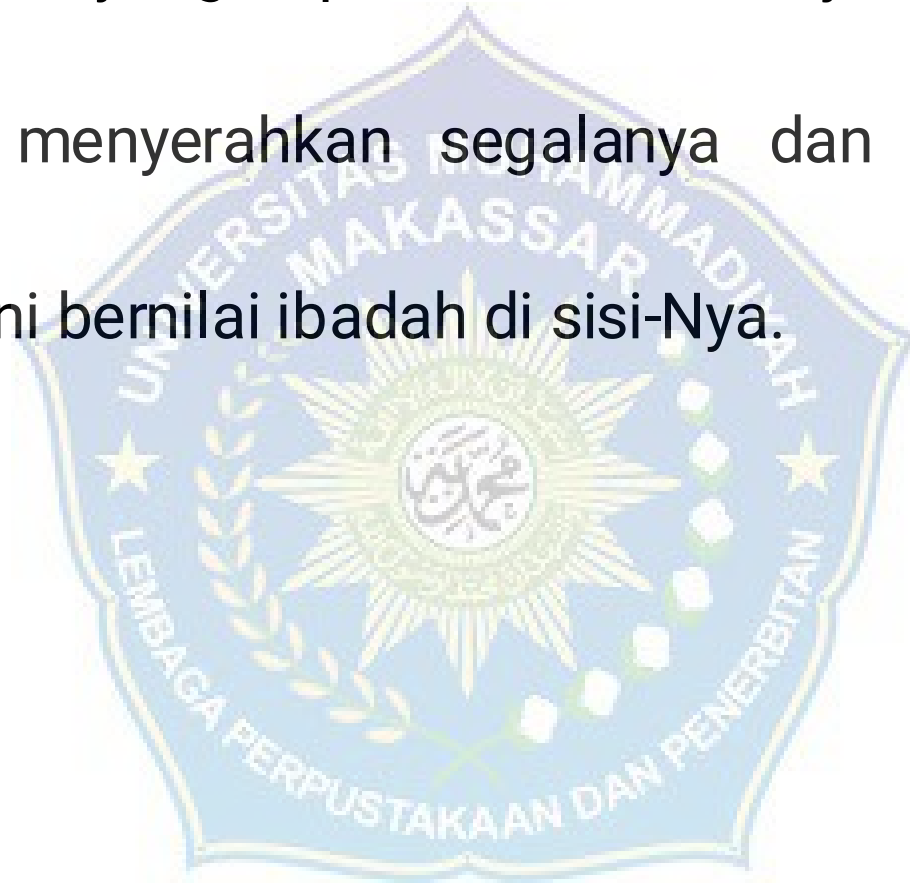 menyerahkan segalanya dan
ni bernilai ibadah di sisi-Nya.
UNIVERSITAS MUHAMMADIYAH
MAKASSAR
LEMBAGA PERPUSTAKAAN DAN PENERBITAN